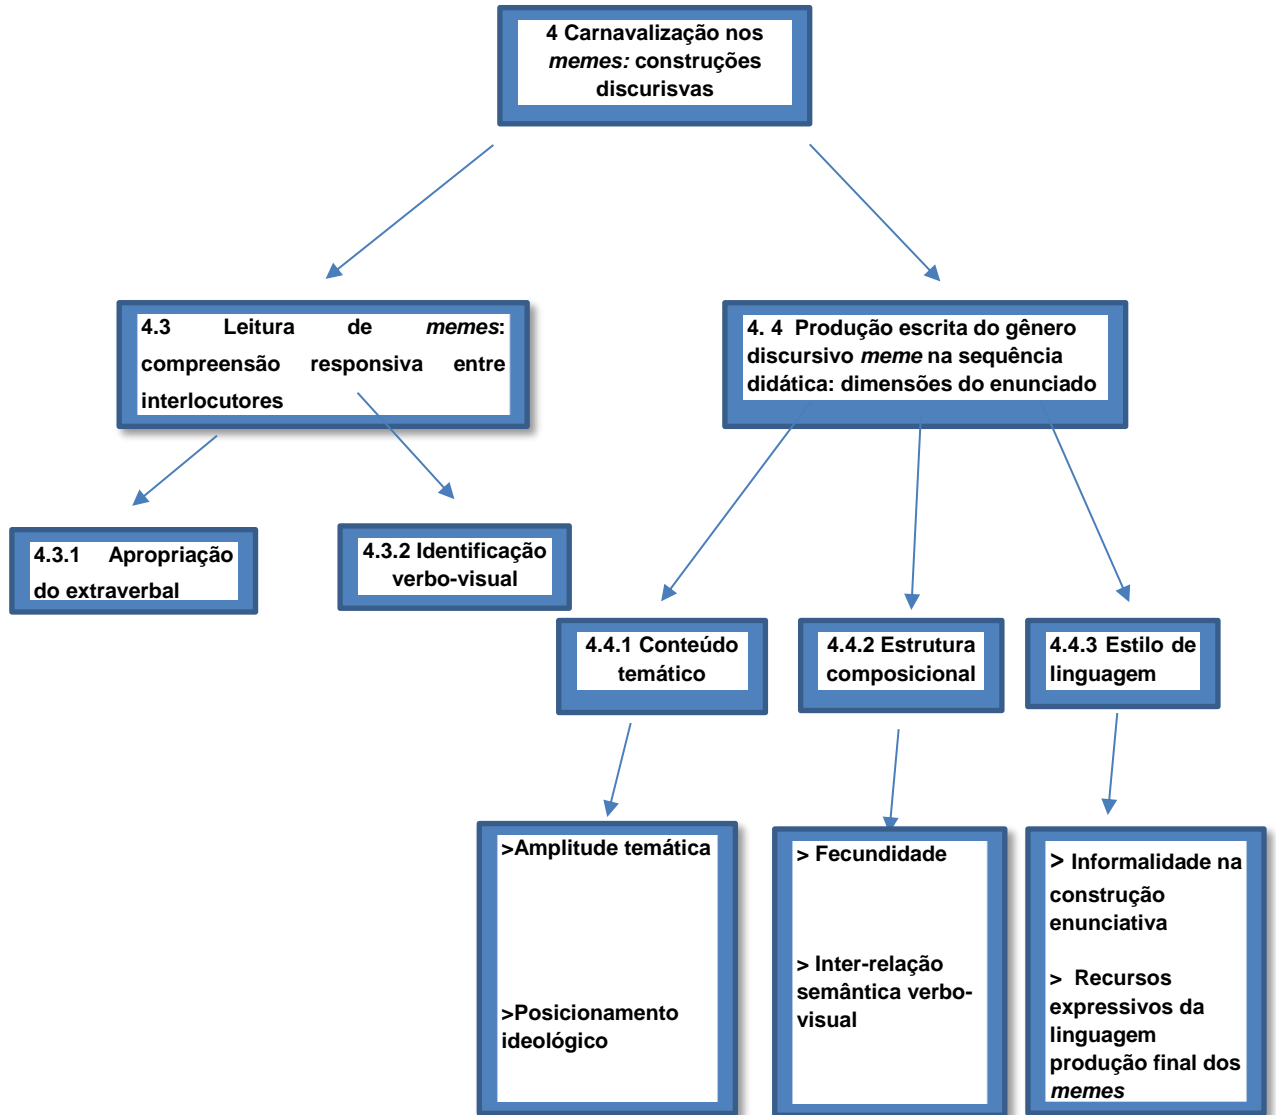 4 Carnavalização nos
memes: construções
discurisvas
4.3 Leitura de memes:
compreensão responsiva entre
interlocutores
4. 4 Produção escrita do gênero
discursivo meme na sequência
didática: dimensões do enunciado
4.3.1 Apropriação
do extraverbal
4.3.2 Identificação
verbo-visual
4.4.1 Conteúdo
temático
4.4.2 Estrutura
composicional
4.4.3 Estilo de
linguagem
>Amplitude temática
>Posicionamento
ideológico
> Fecundidade
> Inter-relação
semântica verbo-
visual
> Informalidade na
construção
enunciativa
> Recursos
expressivos da
linguagem
produção final dos
memes